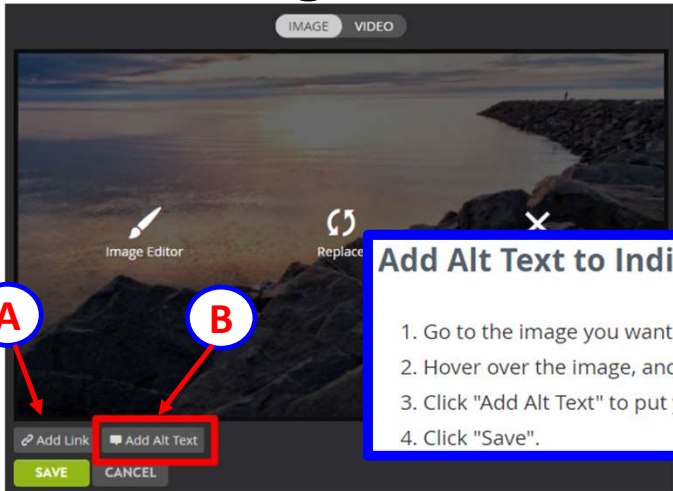 IMAGE VIDEO
Image Editor
Replace
Add Alt Text to Indi
1. Go to the image you want
2. Hover over the image, and
3. Click "Add Alt Text" to put
4. Click "Save".
A
B
Add Link Add Alt Text
SAVE CANCEL